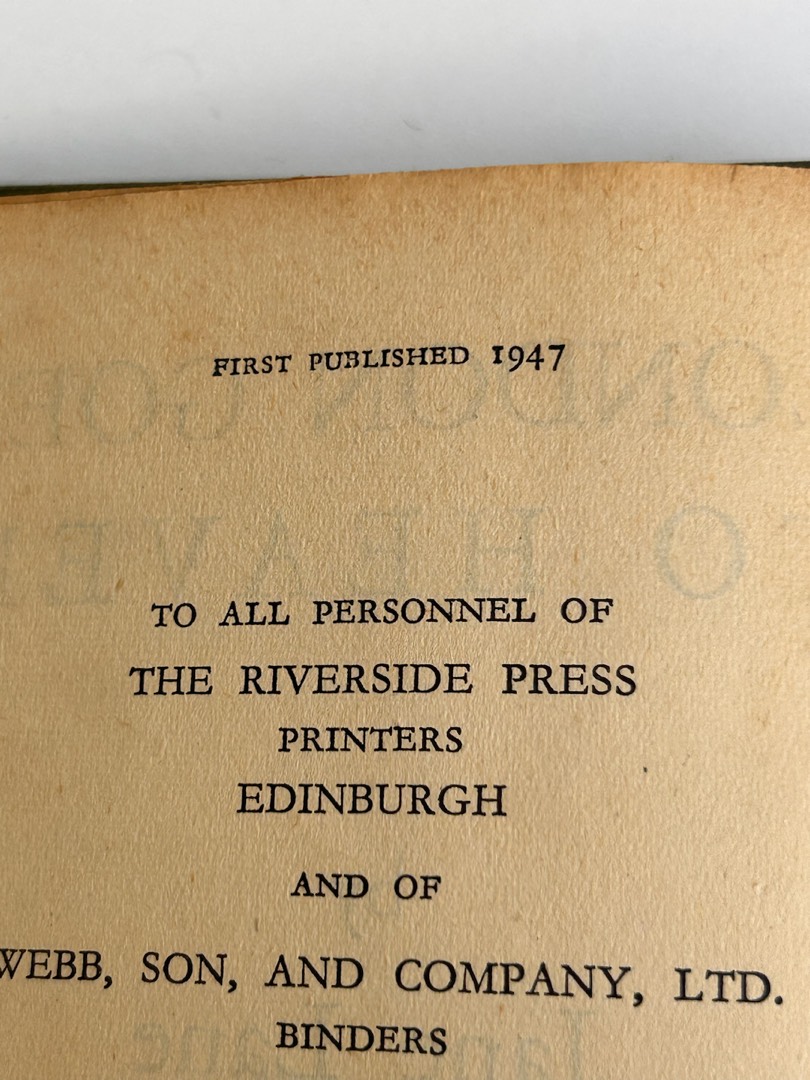 FIRST PUBLISHED 1947
TO ALL PERSONNEL OF
THE RIVERSIDE PRESS
PRINTERS
EDINBURGH
AND OF
WEBB, SON, AND COMPANY, LTD.
BINDERS